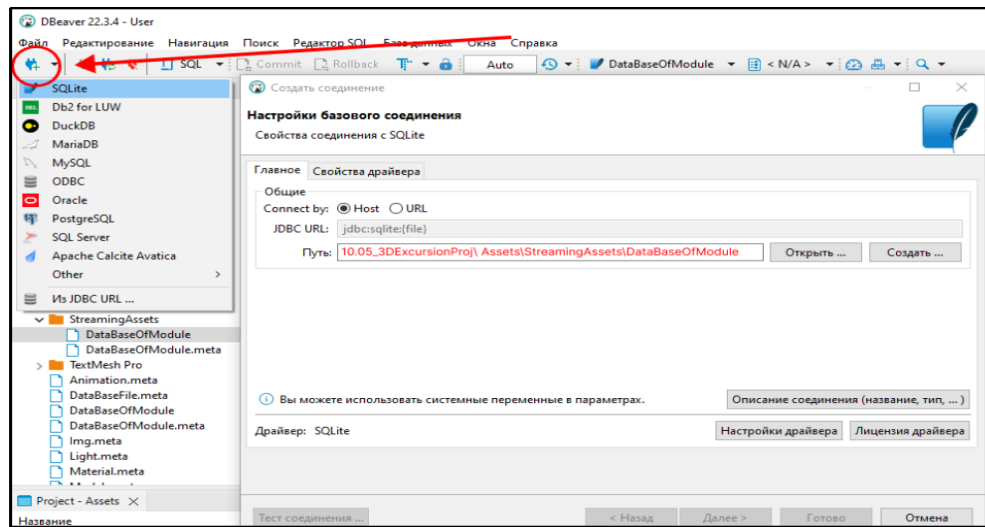 DBeaver 22.3.4 - User
Файл Редактирование Навигация Поиск Редактор SQL База данных Окна Справка
SQL Commit Rollback Auto DataBaseOfModule < N/A >
SQLite
Db2 for LUW
DuckDB
MariaDB
MySQL
ODBC
Oracle
PostgreSQL
SQL Server
Apache Calcite Avatica
Other >
Из JDBC URL ...
StreamingAssets
DataBaseOfModule
DataBaseOfModule.meta
TextMesh Pro
Animation.meta
DataBaseFile.meta
DataBaseOfModule
DataBaseOfModule.meta
Img.meta
Light.meta
Material.meta
Project - Assets
Название
Создать соединение
Настройки базового соединения
Свойства соединения с SQLite
Главное Свойства драйвера
Общие
Connect by: Host URL
JDBC URL: jdbc:sqlite:{file}
Путь: 10.05_3DExcursionProj\ Assets\StreamingAssets\DataBaseOfModule Открыть ... Создать ...
Вы можете использовать системные переменные в параметрах. Описание соединения (название, тип, ... )
Драйвер: SQLite Настройки драйвера Лицензия драйвера
Тест соединения ... < Назад Далее > Готово Отмена